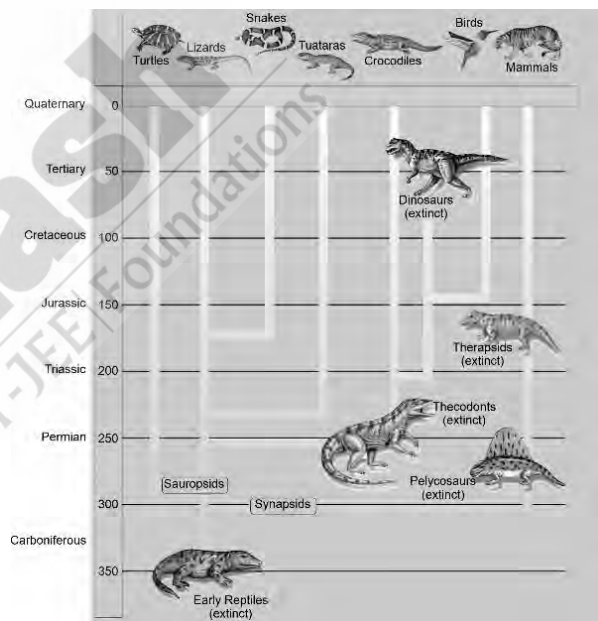 Snakes
Birds
Lizards
Turtles
Tuataras
Crocodiles
Mammals
Quaternary 0
Tertiary 50
Dinosaurs
(extinct)
Cretaceous 100
Jurassic 150
Therapsids
(extinct)
Triassic 200
Thecodonts
(extinct)
Permian 250
Pelycosaurs
(extinct)
Sauropsids
300
Synapsids
Carboniferous
350
Early Reptiles
(extinct)
Foundations